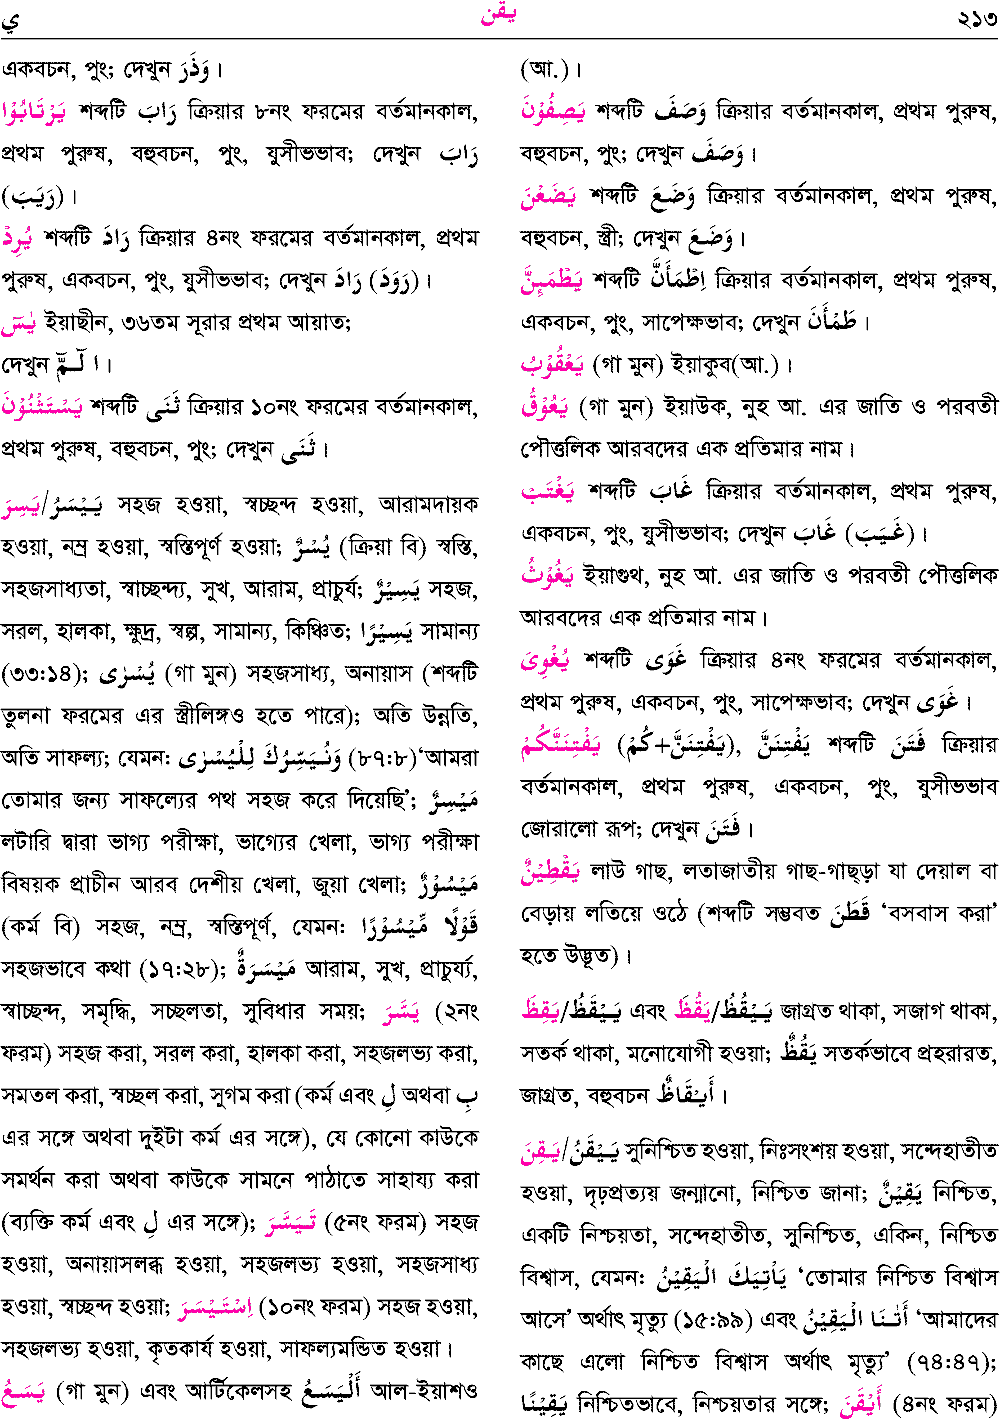 ي يقن ২১৩
একবচন, পুং; দেখুন وَذَرَ ।
يَرْتَابُوْا শব্দটি رَابَ ক্রিয়ার ৮নং ফরমের বর্তমানকাল,
প্রথম পুরুষ, বহুবচন, পুং, যুসীভভাব; দেখুন رَابَ
(رَيَبَ) ।
يُرِدْ শব্দটি رَادَ ক্রিয়ার ৪নং ফরমের বর্তমানকাল, প্রথম
পুরুষ, একবচন, পুং, যুসীভভাব; দেখুন رَادَ (رَوَدَ) ।
يٰسٓ ইয়াছীন, ৩৬তম সূরার প্রথম আয়াত;
দেখুন الٓمّٓ ।
يَسْتَثْنُوْنَ শব্দটি ثَنَى ক্রিয়ার ১০নং ফরমের বর্তমানকাল,
প্রথম পুরুষ, বহুবচন, পুং; দেখুন ثَنَى ।
يَسِرَ/يَيْسَرُ সহজ হওয়া, স্বাচ্ছন্দ হওয়া, আরামদায়ক
হওয়া, নম্র হওয়া, স্বস্তিপূর্ণ হওয়া; يُسْرٌ (ক্রিয়া বি) স্বস্তি,
সহজসাধ্যতা, স্বাচ্ছন্দ্য, সুখ, আরাম, প্রাচুর্য; يَسِيْرٌ সহজ,
সরল, হালকা, ক্ষুদ্র, স্বল্প, সামান্য, কিঞ্চিত; يَسِيْرًا সামান্য
(৩৩:১৪); يُسْرٰى (গা মুন) সহজসাধ্য, অনায়াস (শব্দটি
তুলনা ফরমের এর স্ত্রীলিঙ্গও হতে পারে); অতি উন্নতি,
অতি সাফল্য; যেমন: وَنُيَسِّرُكَ لِلْيُسْرٰى (৮৭:৮)‘আমরা
তোমার জন্য সাফল্যের পথ সহজ করে দিয়েছি’; مَيْسِرٌ
লটারি দ্বারা ভাগ্য পরীক্ষা, ভাগ্যের খেলা, ভাগ্য পরীক্ষা
বিষয়ক প্রাচীন আরব দেশীয় খেলা, জুয়া খেলা; مَيْسُوْرٌ
(কর্ম বি) সহজ, নম্র, স্বস্তিপূর্ণ, যেমন: قَوْلًا مَّيْسُوْرًا
সহজভাবে কথা (১৭:২৮); مَيْسَرَةٌ আরাম, সুখ, প্রাচুর্য্য,
স্বাচ্ছন্দ, সমৃদ্ধি, সচ্ছলতা, সুবিধার সময়; يَسَّرَ (২নং
ফরম) সহজ করা, সরল করা, হালকা করা, সহজলভ্য করা,
সমতল করা, স্বচ্ছল করা, সুগম করা (কর্ম এবং لِ অথবা بِ
এর সঙ্গে অথবা দুইটা কর্ম এর সঙ্গে), যে কোনো কাউকে
সমর্থন করা অথবা কাউকে সামনে পাঠাতে সাহায্য করা
(ব্যক্তি কর্ম এবং لِ এর সঙ্গে); تَيَسَّرَ (৫নং ফরম) সহজ
হওয়া, অনায়াসলব্ধ হওয়া, সহজলভ্য হওয়া, সহজসাধ্য
হওয়া, স্বাচ্ছন্দ হওয়া; اِسْتَيْسَرَ (১০নং ফরম) সহজ হওয়া,
সহজলভ্য হওয়া, কৃতকার্য হওয়া, সাফল্যমন্ডিত হওয়া ।
يَسَعُ (গা মুন) এবং আর্টিকেলসহ أَلْيَسَعُ আল-ইয়াশও
(আ.) ।
يَصِفُوْنَ শব্দটি وَصَفَ ক্রিয়ার বর্তমানকাল, প্রথম পুরুষ,
বহুবচন, পুং; দেখুন وَصَفَ ।
يَضَعْنَ শব্দটি وَضَعَ ক্রিয়ার বর্তমানকাল, প্রথম পুরুষ,
বহুবচন, স্ত্রী; দেখুন وَضَعَ ।
يَطْمَئِنَّ শব্দটি اِطْمَأَنَّ ক্রিয়ার বর্তমানকাল, প্রথম পুরুষ,
একবচন, পুং, সাপেক্ষভাব; দেখুন طَمْأَنَ ।
يَعْقُوْبُ (গা মুন) ইয়াকুব(আ.) ।
يَعُوْقُ (গা মুন) ইয়াউক, নুহ আ. এর জাতি ও পরবর্তী
পৌত্তলিক আরবদের এক প্রতিমার নাম ।
يَغْتَبْ শব্দটি غَابَ ক্রিয়ার বর্তমানকাল, প্রথম পুরুষ,
একবচন, পুং, যুসীভভাব; দেখুন غَابَ (غَيَبَ) ।
يَغُوْثُ ইয়াগুথ, নুহ আ. এর জাতি ও পরবর্তী পৌত্তলিক
আরবদের এক প্রতিমার নাম ।
يُغْوِيَ শব্দটি غَوَى ক্রিয়ার ৪নং ফরমের বর্তমানকাল,
প্রথম পুরুষ, একবচন, পুং, সাপেক্ষভাব; দেখুন غَوَى ।
يَفْتِنَنَّكُمْ (يَفْتِنَنَّ+كُمْ), يَفْتِنَنَّ শব্দটি فَتَنَ ক্রিয়ার
বর্তমানকাল, প্রথম পুরুষ, একবচন, পুং, যুসীভভাব
জোরালো রূপ; দেখুন فَتَنَ ।
يَقْطِيْنٌ লাউ গাছ, লতাজাতীয় গাছ-গাছড়া যা দেয়াল বা
বেড়ায় লতিয়ে ওঠে (শব্দটি সম্ভবত قَطَنَ ‘বসবাস করা’
হতে উদ্ভূত) ।
يَقِظَ/يَيْقَظُ এবং يَقُظَ/يَيْقُظُ জাগ্রত থাকা, সজাগ থাকা,
সতর্ক থাকা, মনোযোগী হওয়া; يَقُظٌ সতর্কভাবে প্রহরারত,
জাগ্রত, বহুবচন أَيْقَاظٌ ।
يَقِنَ/يَيْقَنُ সুনিশ্চিত হওয়া, নিঃসংশয় হওয়া, সন্দেহাতীত
হওয়া, দৃঢ়প্রত্যয় জন্মানো, নিশ্চিত জানা; يَقِيْنٌ নিশ্চিত,
একটি নিশ্চয়তা, সন্দেহাতীত, সুনিশ্চিত, একিন, নিশ্চিত
বিশ্বাস, যেমন: يَأْتِيَكَ الْيَقِيْنُ ‘তোমার নিশ্চিত বিশ্বাস
আসে’ অর্থাৎ মৃত্যু (১৫:৯৯) এবং أَتٰنَا الْيَقِيْنُ ‘আমাদের
কাছে এলো নিশ্চিত বিশ্বাস অর্থাৎ মৃত্যু’ (৭৪:৪৭);
يَقِيْنًا নিশ্চিতভাবে, নিশ্চয়তার সঙ্গে; أَيْقَنَ (৪নং ফরম)